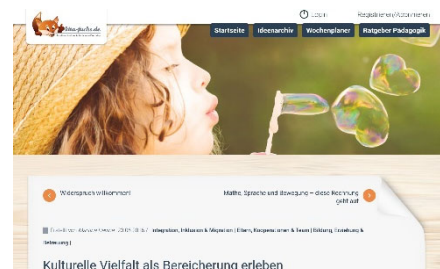 Login Registrieren/Abonnieren
Startseite Ideenarchiv Wochenplaner Ratgeber Pädagogik
Widerspruch willkommen!
Mathe, Sprache und Bewegung – diese Rechnung
geht auf
Integration, Inklusion & Migration | Eltern, Kooperationen & Team | Bildung, Erziehung &
Betreuung |
Kulturelle Vielfalt als Bereicherung erleben